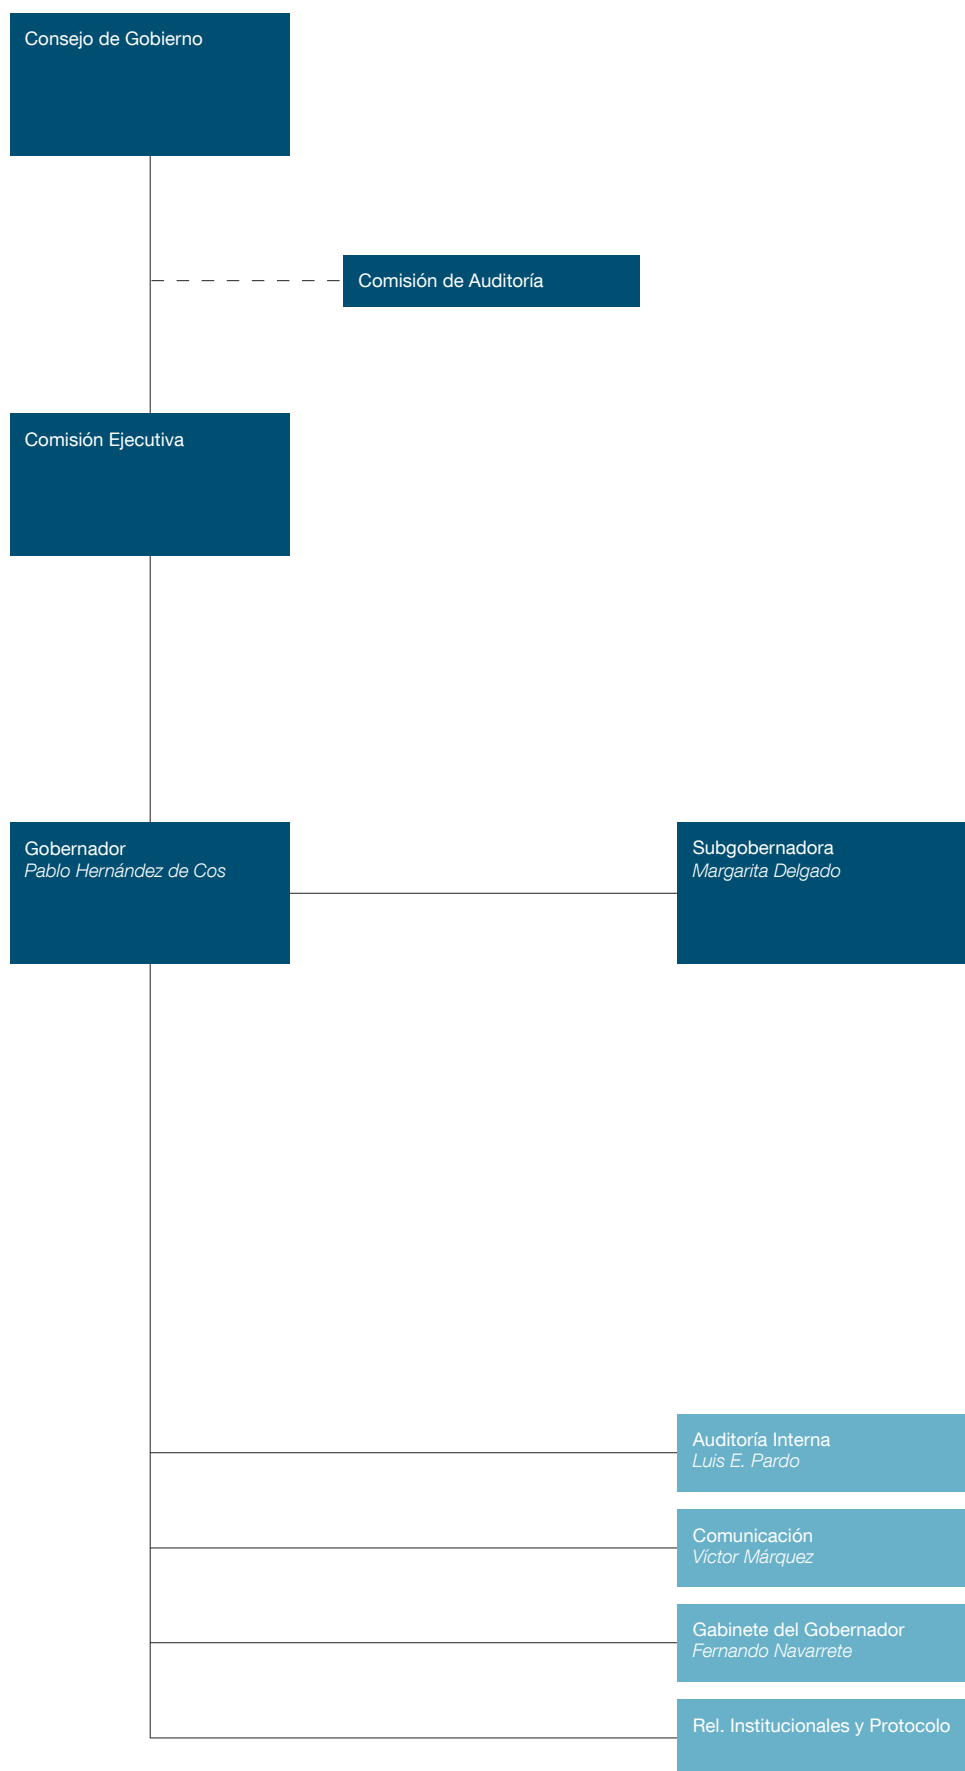 Consejo de Gobierno
Comisión de Auditoría
Comisión Ejecutiva
Gobernador
Pablo Hernández de Cos
Subgobernadora
Margarita Delgado
Auditoría Interna
Luis E. Pardo
Comunicación
Víctor Márquez
Gabinete del Gobernador
Fernando Navarrete
Rel. Institucionales y Protocolo